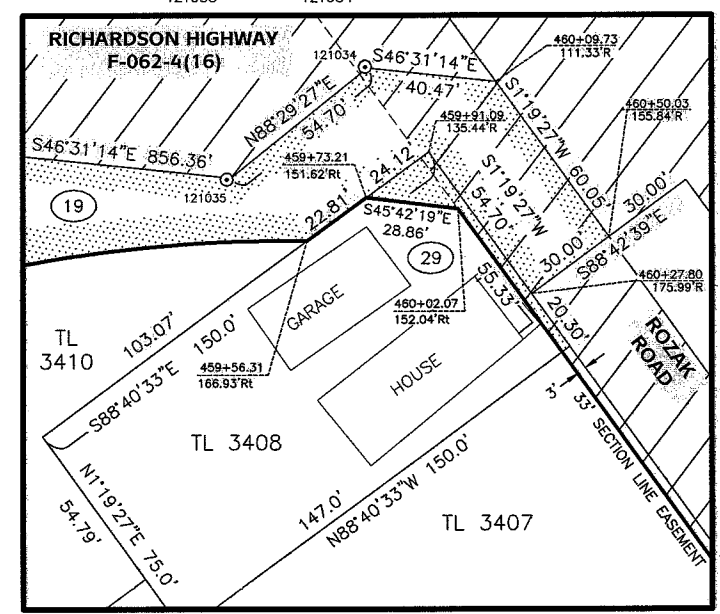 RICHARDSON HIGHWAY
F-062-4(16)
121034
S46°31'14"E
40.47'
460+09.73
111.33'R
N88°29'27"E
54.70'
459+91.09
135.44'R
S1°19'27"W 60.05'
460+50.03
155.84'R
S46°31'14"E 856.36'
121035
459+73.21
151.62'Rt
24.12'
S1°19'27"W
54.70'
30.00'
30.00'
S88°42'39"E
19
22.81'
S45°42'19"E
28.86'
29
460+27.80
175.99'R
55.33'
20.30'
ROZAK
ROAD
GARAGE
460+02.07
152.04'Rt
TL
3410
103.07'
150.0'
S88°40'33"E
459+56.31
166.93'Rt
HOUSE
3'
33' SECTION LINE EASEMENT
TL 3408
N1°19'27"E 75.0'
54.79'
147.0'
N88°40'33"W 150.0'
TL 3407